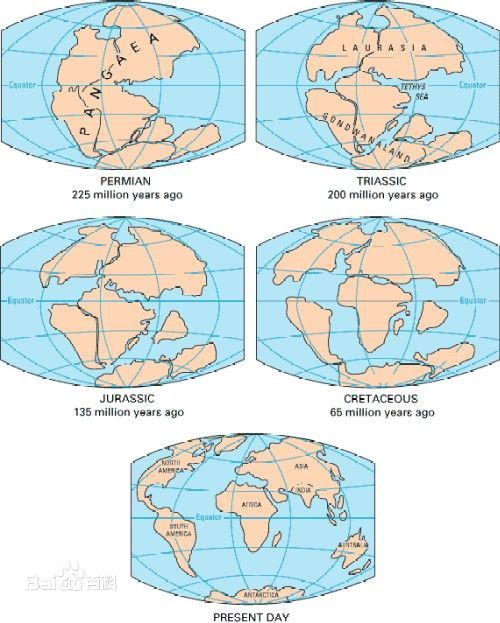 PANGAEA
Equator
PERMIAN
225 million years ago
LAURASIA
TETHYS
SEA
Equator
GONDWANALAND
TRIASSIC
200 million years ago
Equator
JURASSIC
135 million years ago
Equator
CRETACEOUS
65 million years ago
NORTH
AMERICA
ASIA
INDIA
AFRICA
Equator
SOUTH
AMERICA
AUSTRALIA
ANTARCTICA
Bai百科
PRESENT DAY